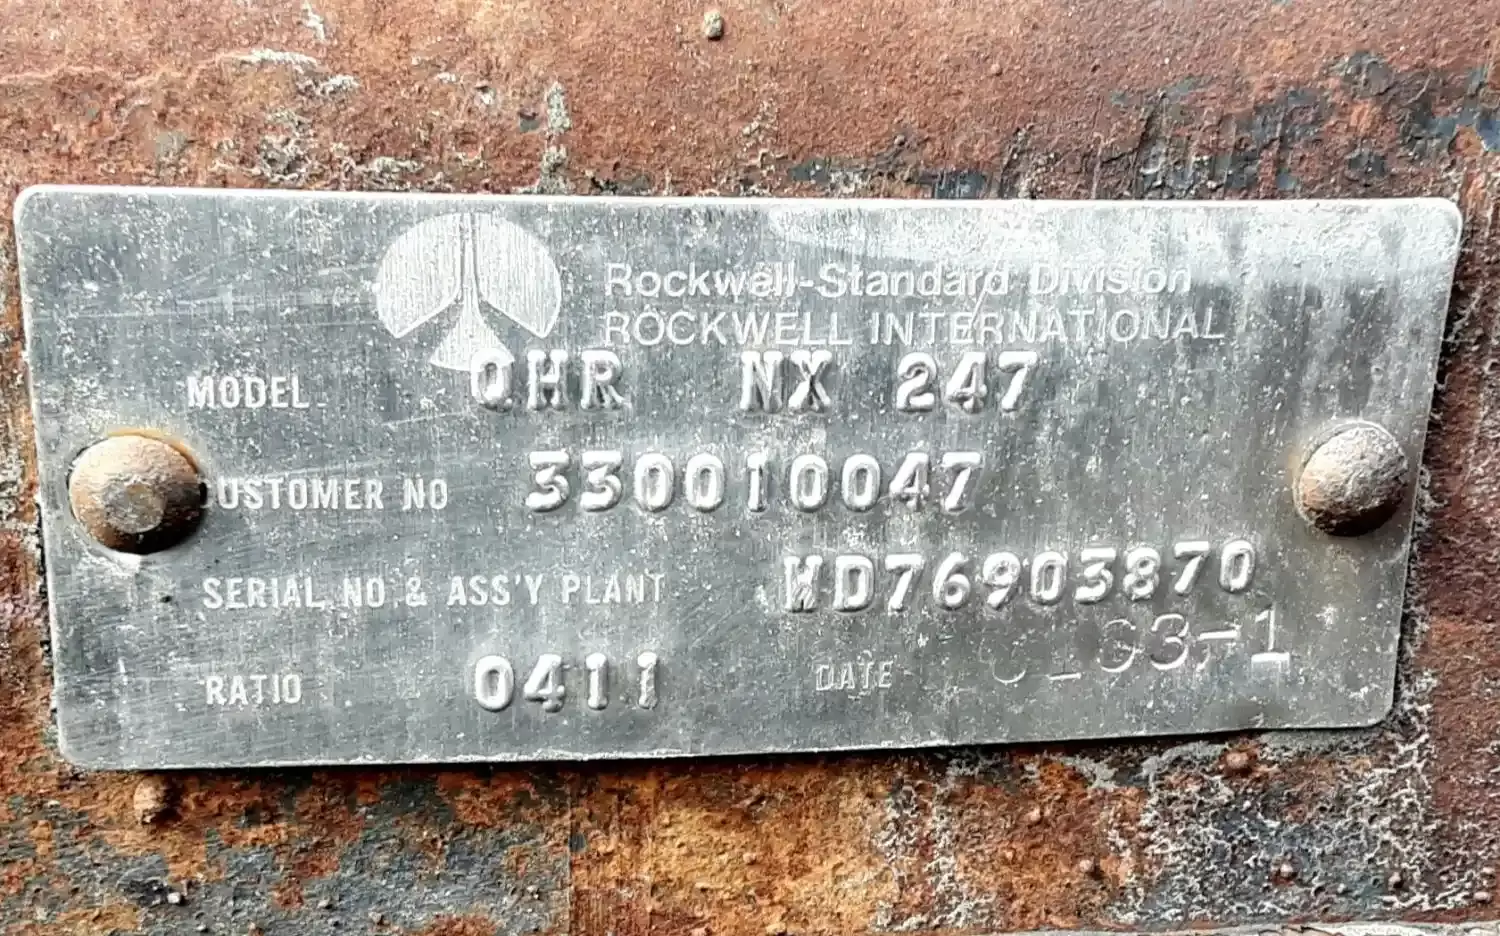 Rockwell-Standard Division
ROCKWELL INTERNATIONAL
MODEL QHR NX 247
USTOMER NO 330010047
SERIAL NO & ASS'Y PLANT WD76903870
RATIO 0411 DATE